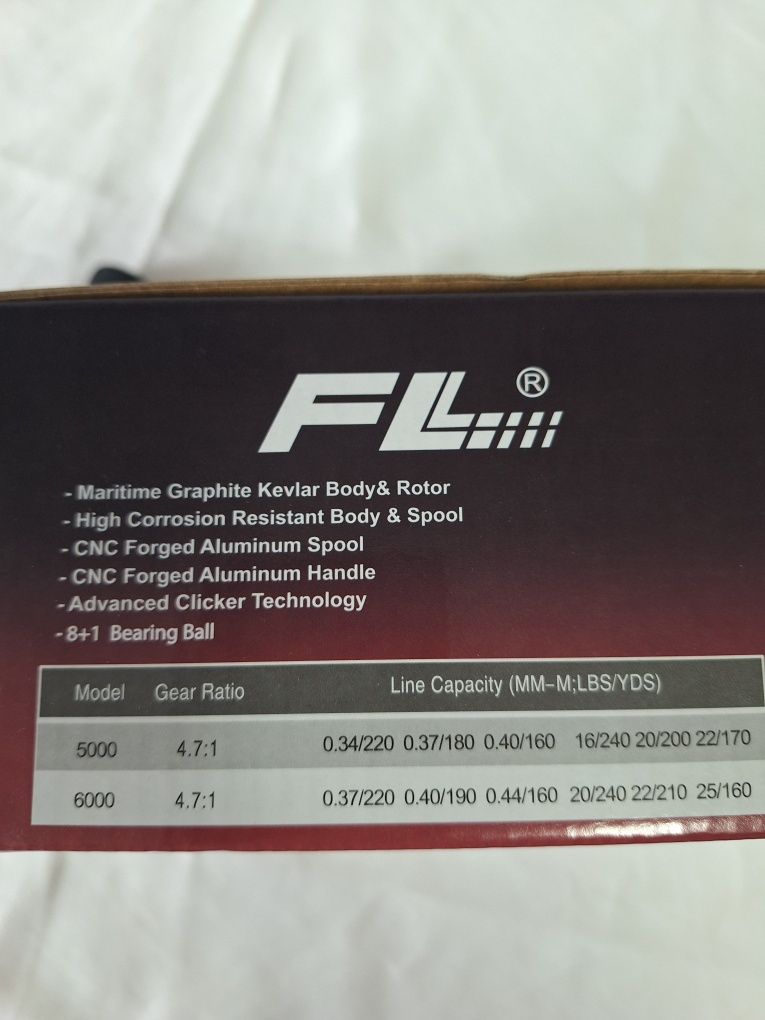 FL®
- Maritime Graphite Kevlar Body& Rotor
- High Corrosion Resistant Body & Spool
- CNC Forged Aluminum Spool
- CNC Forged Aluminum Handle
- Advanced Clicker Technology
- 8+1 Bearing Ball
Model Gear Ratio Line Capacity (MM-M;LBS/YDS)
5000 4.7:1 0.34/220 0.37/180 0.40/160 16/240 20/200 22/170
6000 4.7:1 0.37/220 0.40/190 0.44/160 20/240 22/210 25/160